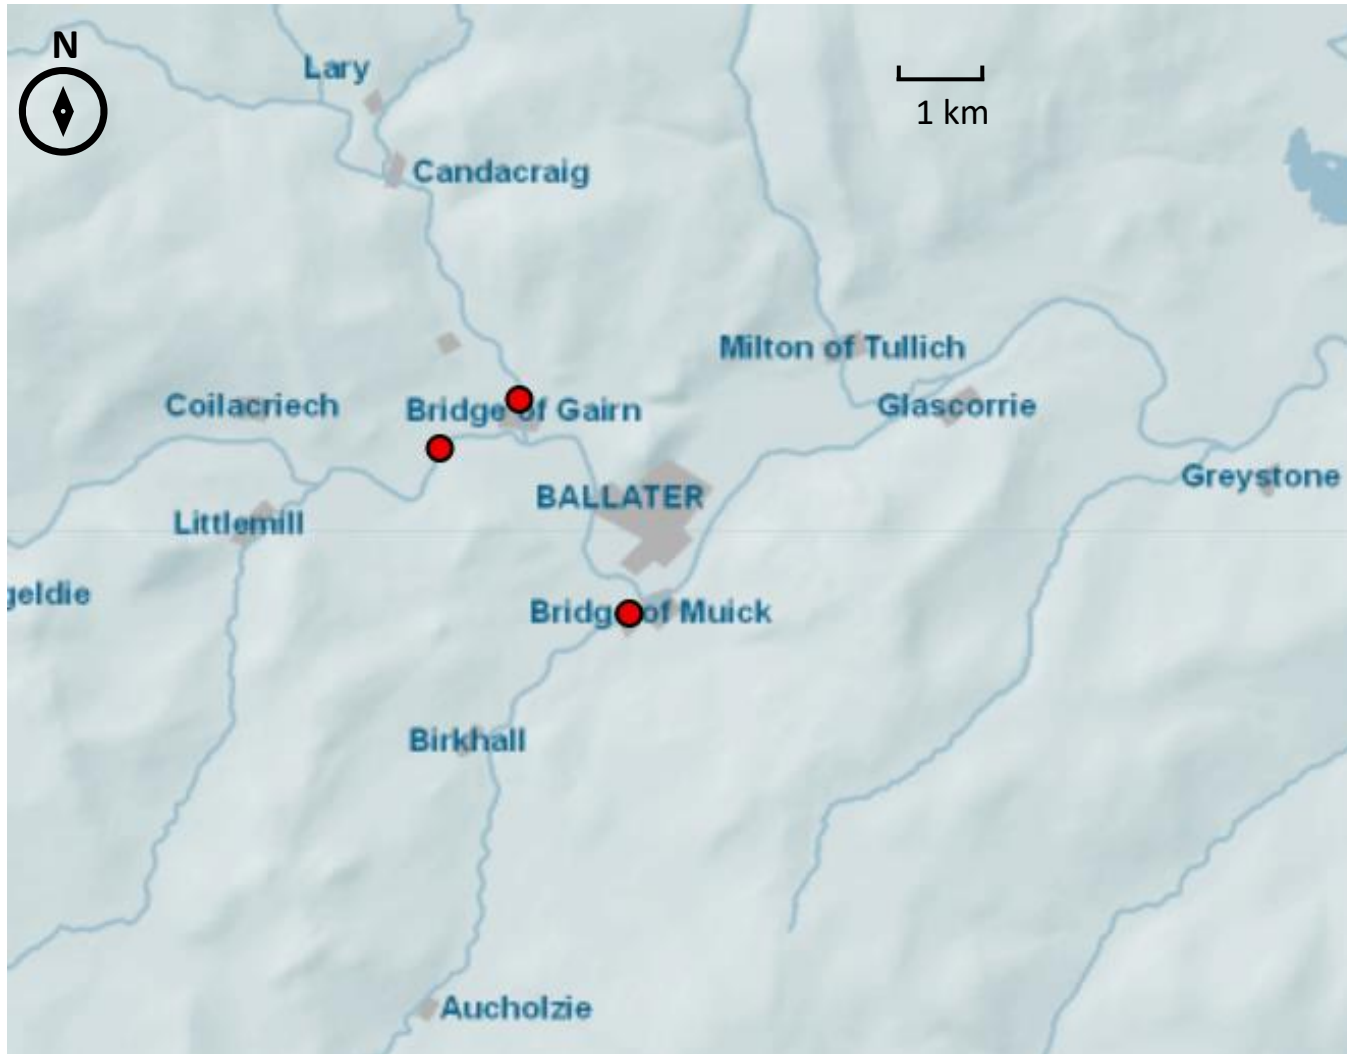 N
Lary
1 km
Candacraig
Milton of Tullich
Coilacriech
Bridge of Gairn
Glascorrie
Greystone
BALLATER
Littlemill
geldie
Bridge of Muick
Birkhall
Aucholzie